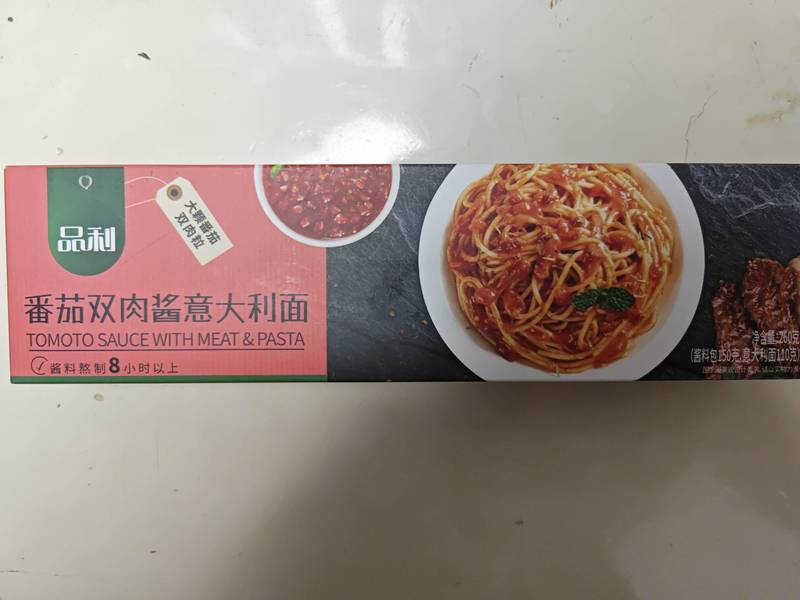 品利
大颗番茄
双肉粒
番茄双肉酱意大利面
TOMOTO SAUCE WITH MEAT & PASTA
酱料熬制8小时以上
净含量:260克
(酱料包150克,意大利面110克)